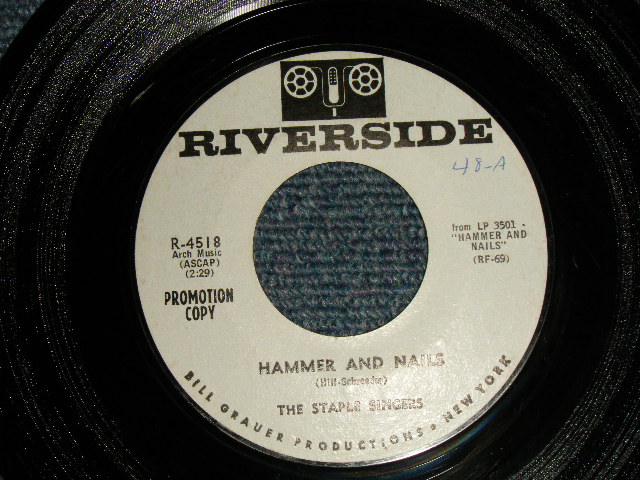 RIVERSIDE
48-A
R-4518
Arch Music
(ASCAP)
(2:29)
from LP 3501 -
"HAMMER AND
NAILS"
(RF-69)
PROMOTION
COPY
HAMMER AND NAILS
THE STAPLE SINGERS
BILL GRAUER PRODUCTIONS • NEW YORK